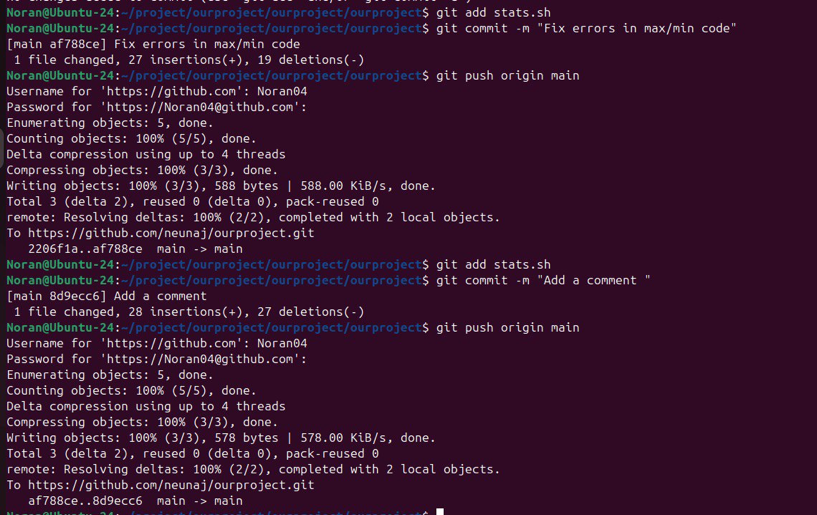 Noran@Ubuntu-24:~/project/ourproject/ourproject/ourproject$ git add stats.sh
Noran@Ubuntu-24:~/project/ourproject/ourproject/ourproject$ git commit -m "Fix errors in max/min code"
[main af788ce] Fix errors in max/min code
 1 file changed, 27 insertions(+), 19 deletions(-)
Noran@Ubuntu-24:~/project/ourproject/ourproject/ourproject$ git push origin main
Username for 'https://github.com': Noran04
Password for 'https://Noran04@github.com':
Enumerating objects: 5, done.
Counting objects: 100% (5/5), done.
Delta compression using up to 4 threads
Compressing objects: 100% (3/3), done.
Writing objects: 100% (3/3), 588 bytes | 588.00 KiB/s, done.
Total 3 (delta 2), reused 0 (delta 0), pack-reused 0
remote: Resolving deltas: 100% (2/2), completed with 2 local objects.
To https://github.com/neunaj/ourproject.git
   2206f1a..af788ce  main -> main
Noran@Ubuntu-24:~/project/ourproject/ourproject/ourproject$ git add stats.sh
Noran@Ubuntu-24:~/project/ourproject/ourproject/ourproject$ git commit -m "Add a comment "
[main 8d9ecc6] Add a comment
 1 file changed, 28 insertions(+), 27 deletions(-)
Noran@Ubuntu-24:~/project/ourproject/ourproject/ourproject$ git push origin main
Username for 'https://github.com': Noran04
Password for 'https://Noran04@github.com':
Enumerating objects: 5, done.
Counting objects: 100% (5/5), done.
Delta compression using up to 4 threads
Compressing objects: 100% (3/3), done.
Writing objects: 100% (3/3), 578 bytes | 578.00 KiB/s, done.
Total 3 (delta 2), reused 0 (delta 0), pack-reused 0
remote: Resolving deltas: 100% (2/2), completed with 2 local objects.
To https://github.com/neunaj/ourproject.git
   af788ce..8d9ecc6  main -> main
Noran@Ubuntu-24:~/project/ourproject/ourproject/ourproject$